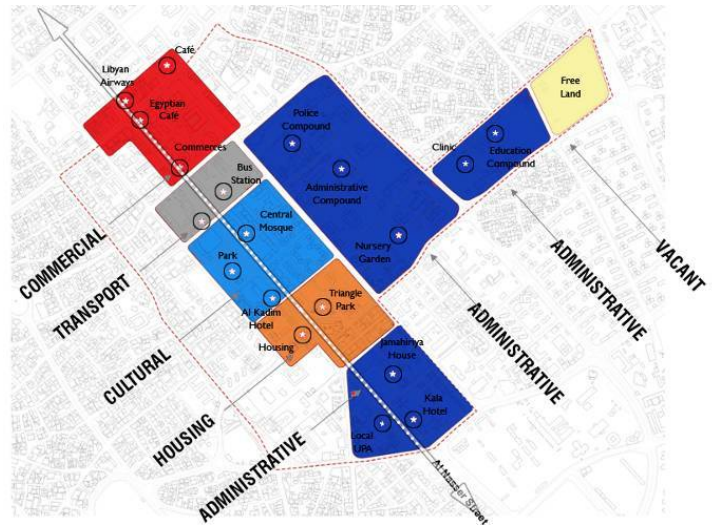 Café
Libyan
Airways
Egyptian
Café
Commerces
Bus
Station
Police
Compound
Administrative
Compound
Nursery
Garden
Clinic
Education
Compound
Free
Land
Central
Mosque
Park
Al Kadim
Hotel
Triangle
Park
Housing
Jamahiriya
House
Kala
Hotel
Local
UPA
Al Nasser Street
COMMERCIAL
TRANSPORT
CULTURAL
HOUSING
ADMINISTRATIVE
ADMINISTRATIVE
ADMINISTRATIVE
VACANT